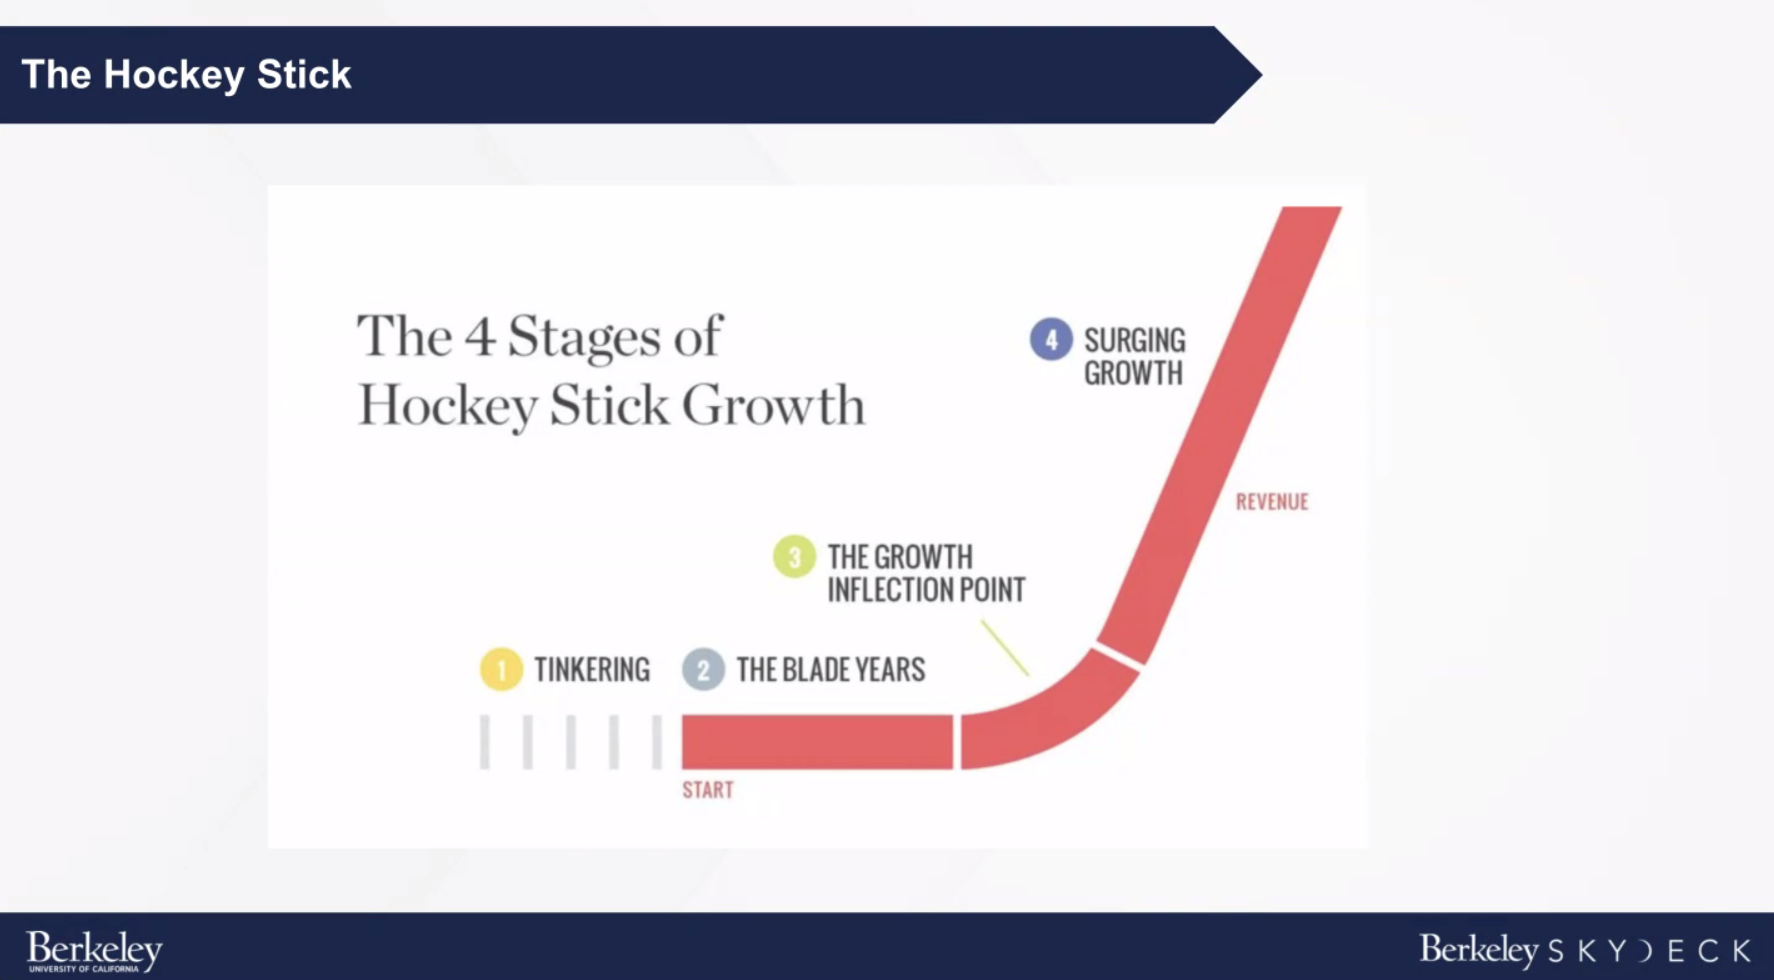 The Hockey Stick
The 4 Stages of
Hockey Stick Growth
4 SURGING
GROWTH
REVENUE
3 THE GROWTH
INFLECTION POINT
1 TINKERING
2 THE BLADE YEARS
START
Berkeley
UNIVERSITY OF CALIFORNIA
Berkeley SKYDECK